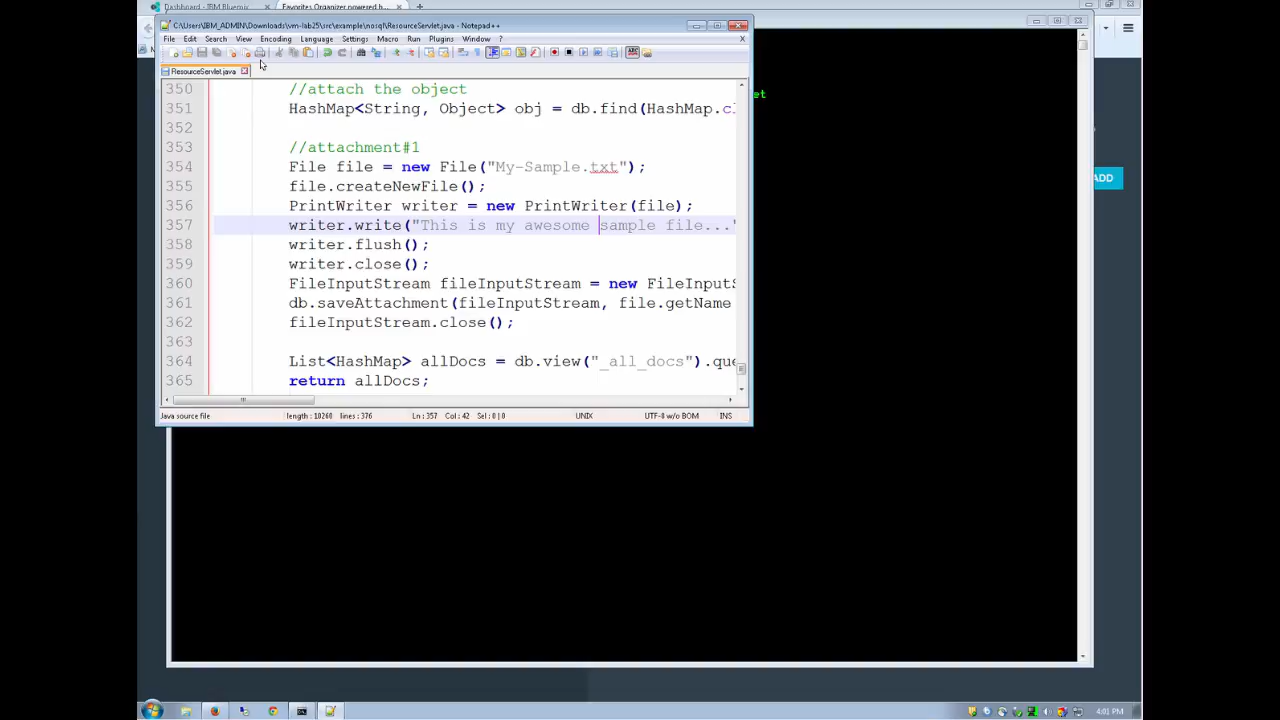 Dashboard - IBM Bluemix
Favorites Organizer powered b...
C:\Users\IBM_ADMIN\Downloads\vm-lab25\src\example\nosql\ResourceServlet.java - Notepad++
File Edit Search View Encoding Language Settings Macro Run Plugins Window ? X
ResourceServlet.java
350 //attach the object
351 HashMap<String, Object> obj = db.find(HashMap.cl
352
353 //attachment#1
354 File file = new File("My-Sample.txt");
355 file.createNewFile();
356 PrintWriter writer = new PrintWriter(file);
357 writer.write("This is my awesome sample file..."
358 writer.flush();
359 writer.close();
360 FileInputStream fileInputStream = new FileInputS
361 db.saveAttachment(fileInputStream, file.getName
362 fileInputStream.close();
363
364 List<HashMap> allDocs = db.view("_all_docs").que
365 return allDocs;
Java source file length : 10260 lines : 376 Ln : 357 Col : 42 Sel : 0 | 0 UNIX UTF-8 w/o BOM INS
et
ADD
4:01 PM